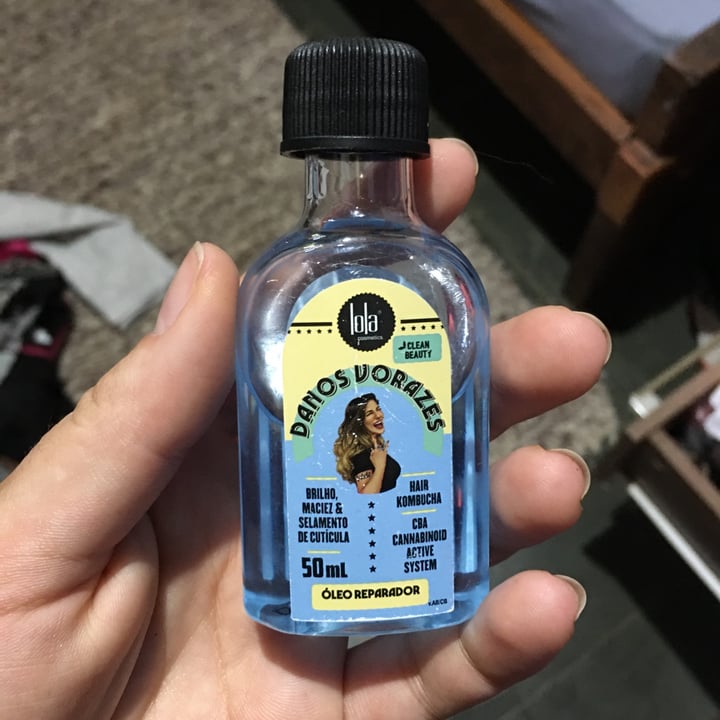 lola
cosmetics
CLEAN
BEAUTY
DANOS VORAZES
BRILHO,
MACIEZ &
SELAMENTO
DE CUTÍCULA
50mL
HAIR
KOMBUCHA
CBA
CANNABINOID
ACTIVE
SYSTEM
ÓLEO REPARADOR